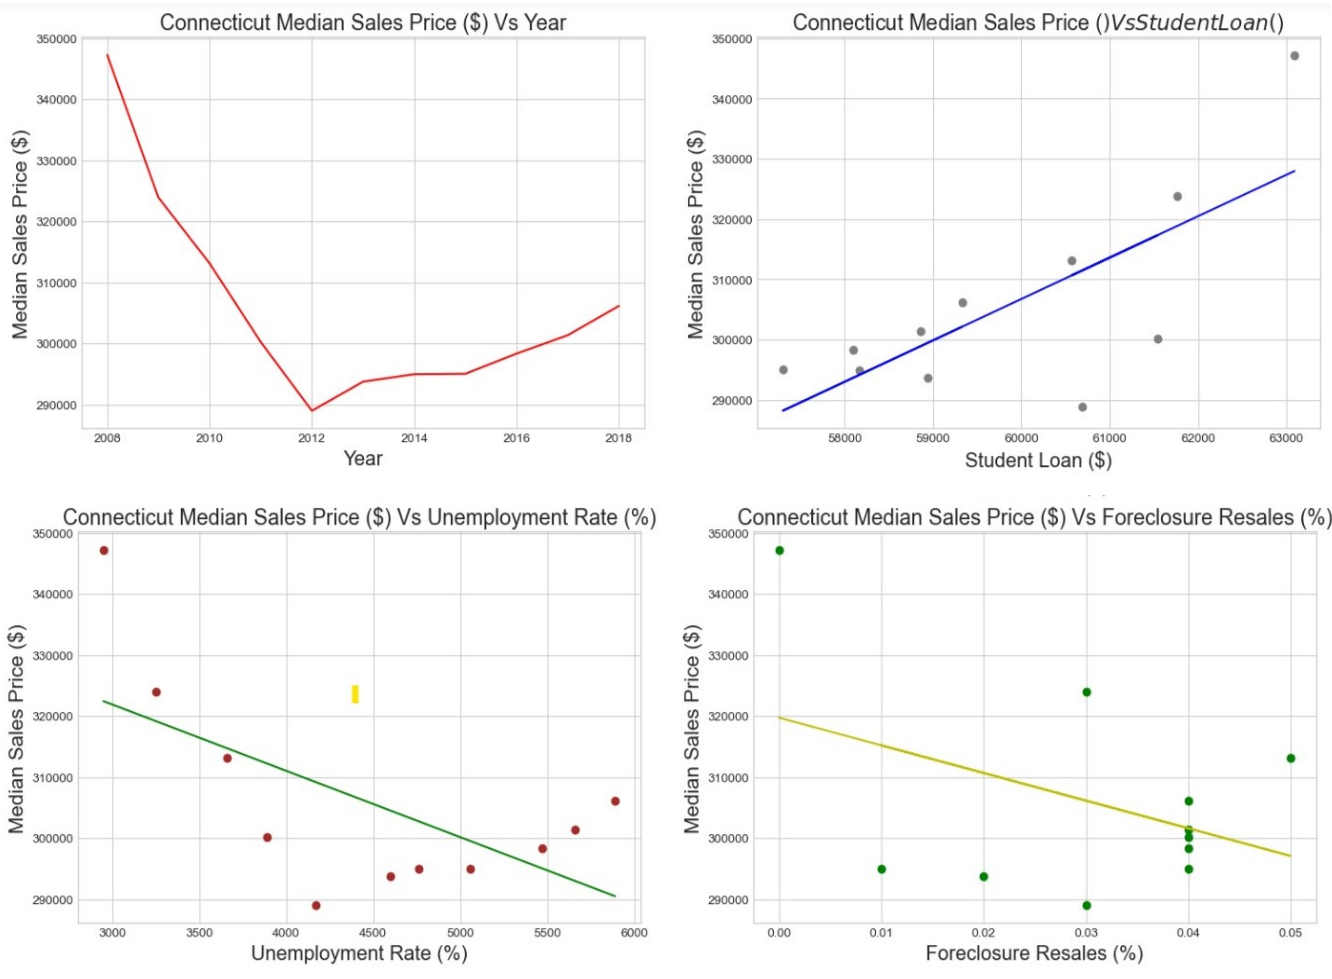 Connecticut Median Sales Price ($) Vs Year
350000
340000
330000
320000
310000
300000
290000
Median Sales Price ($)
2008 2010 2012 2014 2016 2018
Year
Connecticut Median Sales Price ()VsStudentLoan()
350000
340000
330000
320000
310000
300000
290000
Median Sales Price ($)
58000 59000 60000 61000 62000 63000
Student Loan ($)
Connecticut Median Sales Price ($) Vs Unemployment Rate (%)
350000
340000
330000
320000
310000
300000
290000
Median Sales Price ($)
3000 3500 4000 4500 5000 5500 6000
Unemployment Rate (%)
Connecticut Median Sales Price ($) Vs Foreclosure Resales (%)
350000
340000
330000
320000
310000
300000
290000
Median Sales Price ($)
0.00 0.01 0.02 0.03 0.04 0.05
Foreclosure Resales (%)